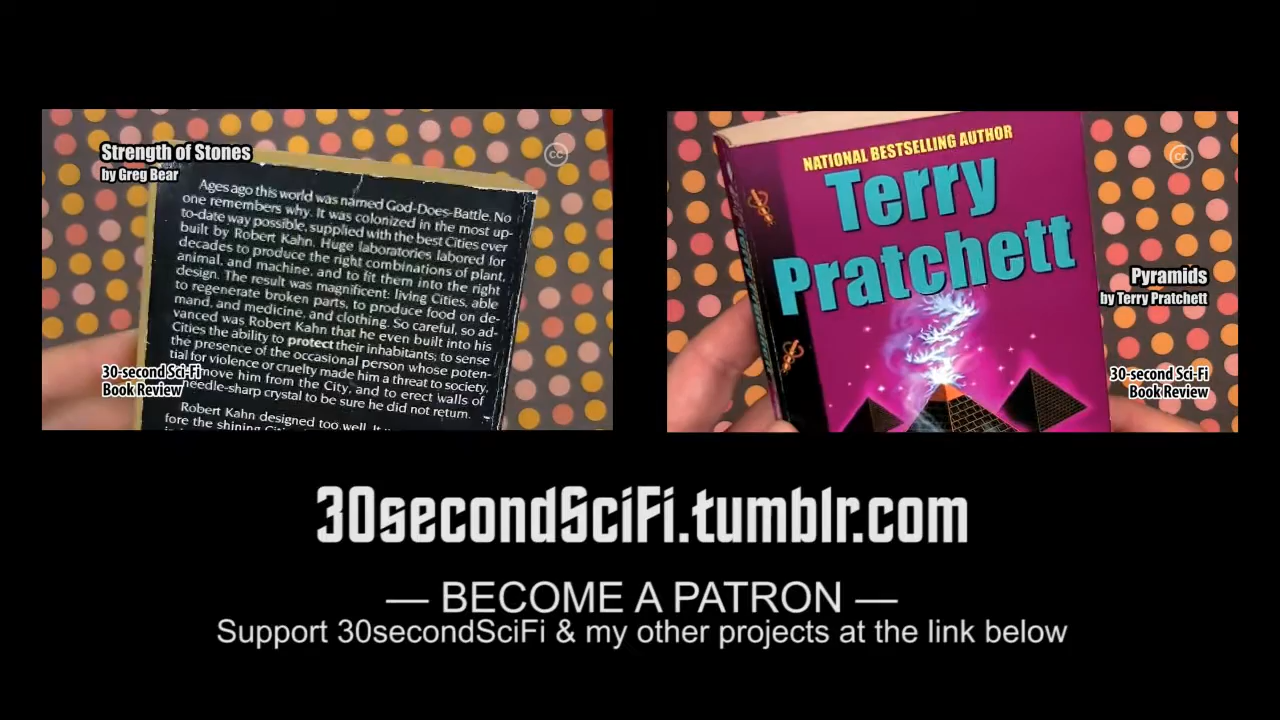 Strength of Stones
by Greg Bear
cc
Ages ago this world was named God-Does-Battle. No
one remembers why. It was colonized in the most up-
to-date way possible, supplied with the best Cities ever
built by Robert Kahn. Huge laboratories labored for
decades to produce the right combinations of plant,
animal, and machine, and to fit them into the right
design. The result was magnificent: living Cities, able
to regenerate broken parts, to produce food on de-
mand, and medicine, and clothing. So careful, so ad-
vanced was Robert Kahn that he even built into his
Cities the ability to protect their inhabitants; to sense
the presence of the occasional person whose poten-
tial for violence or cruelty made him a threat to society,
move him from the City, and to erect walls of
needle-sharp crystal to be sure he did not return.
Robert Kahn designed too well.
fore the shining
30-second Sci-Fi
Book Review
NATIONAL BESTSELLING AUTHOR
Terry
Pratchett
cc
Pyramids
by Terry Pratchett
30-second Sci-Fi
Book Review
30secondSciFi.tumblr.com
— BECOME A PATRON —
Support 30secondSciFi & my other projects at the link below